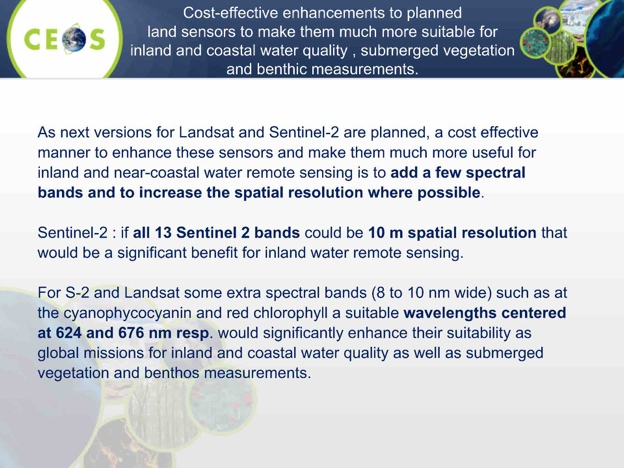 CEOS
Cost-effective enhancements to planned
land sensors to make them much more suitable for
inland and coastal water quality , submerged vegetation
and benthic measurements.
As next versions for Landsat and Sentinel-2 are planned, a cost effective
manner to enhance these sensors and make them much more useful for
inland and near-coastal water remote sensing is to add a few spectral
bands and to increase the spatial resolution where possible.
Sentinel-2 : if all 13 Sentinel 2 bands could be 10 m spatial resolution that
would be a significant benefit for inland water remote sensing.
For S-2 and Landsat some extra spectral bands (8 to 10 nm wide) such as at
the cyanophycocyanin and red chlorophyll a suitable wavelengths centered
at 624 and 676 nm resp. would significantly enhance their suitability as
global missions for inland and coastal water quality as well as submerged
vegetation and benthos measurements.